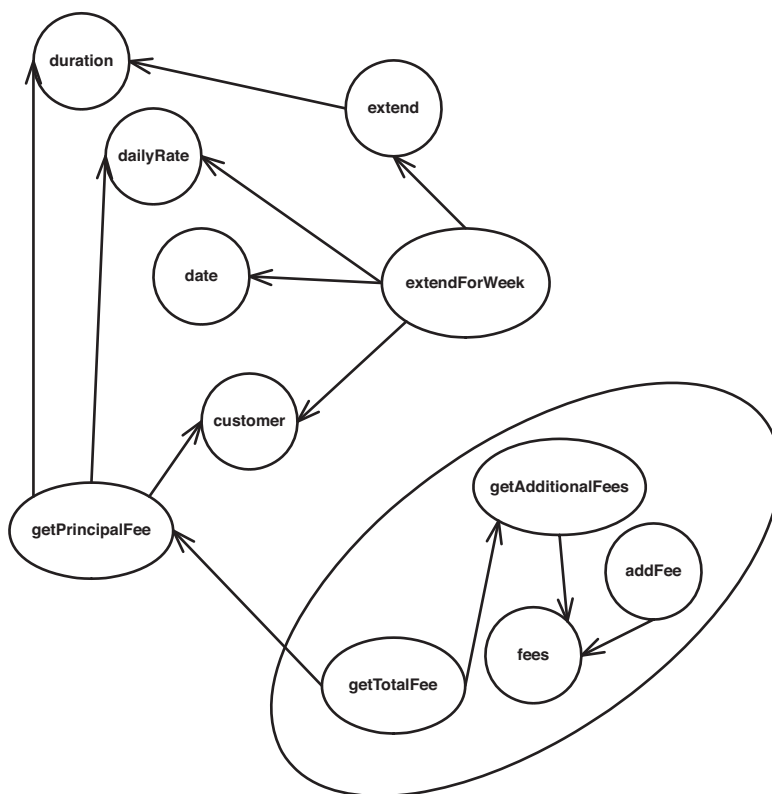 duration
extend
dailyRate
date
extendForWeek
customer
getAdditionalFees
getPrincipalFee
addFee
fees
getTotalFee